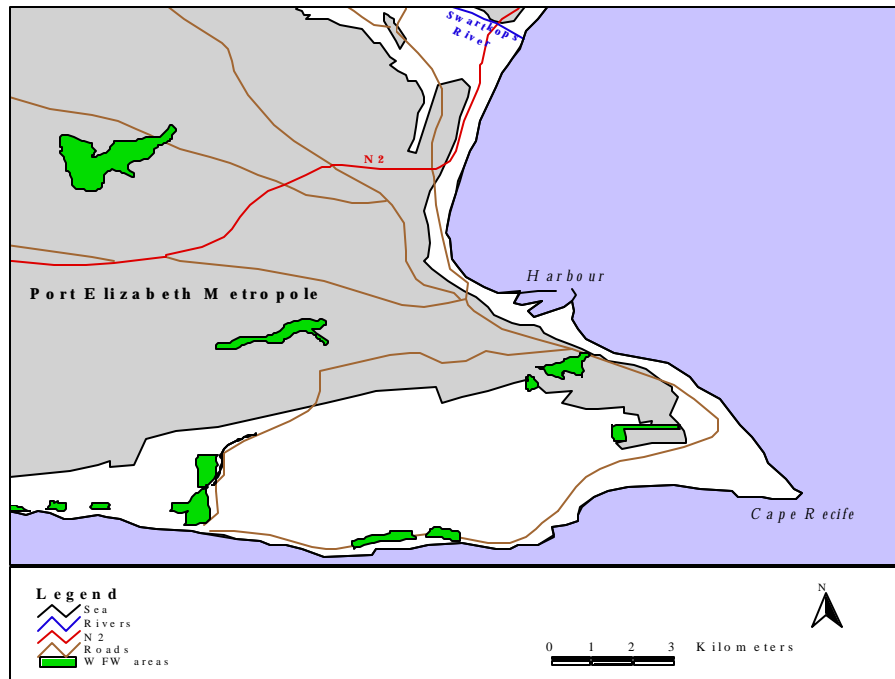 Swartkops
River
N2
Harbour
Port Elizabeth Metropole
Cape Recife
Legend
Sea
Rivers
N2
Roads
WFW areas
N
0 1 2 3 Kilometers